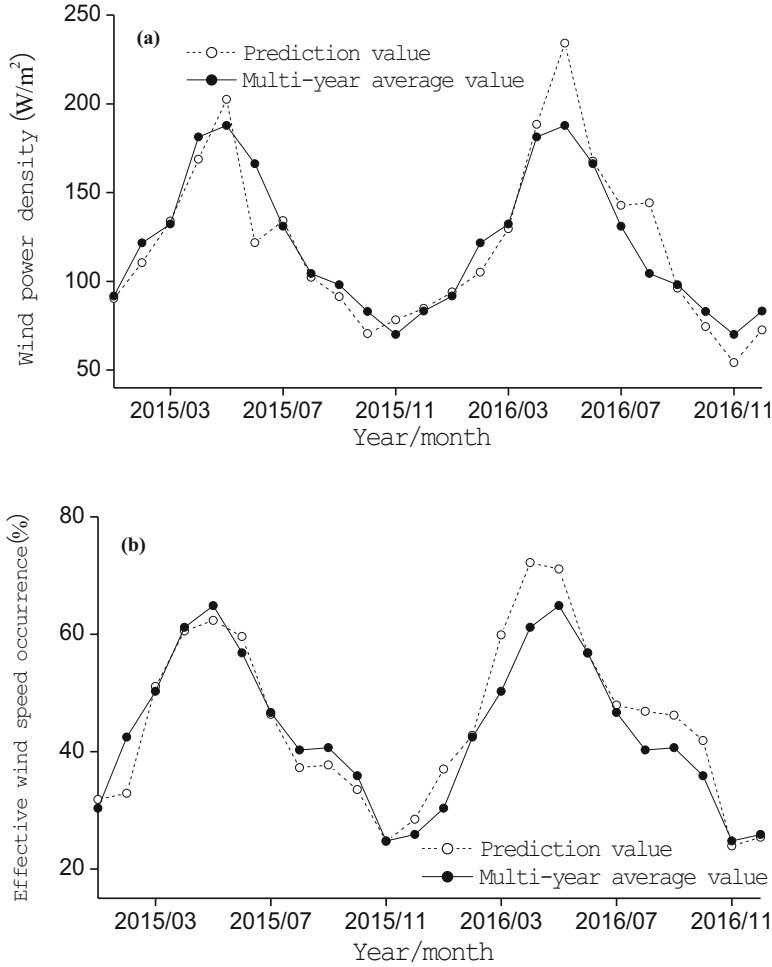 (a)
Prediction value
Multi-year average value
Wind power density (W/m²)
250
200
150
100
50
2015/03 2015/07 2015/11 2016/03 2016/07 2016/11
Year/month
(b)
Effective wind speed occurrence(%)
80
60
40
20
Prediction value
Multi-year average value
2015/03 2015/07 2015/11 2016/03 2016/07 2016/11
Year/month